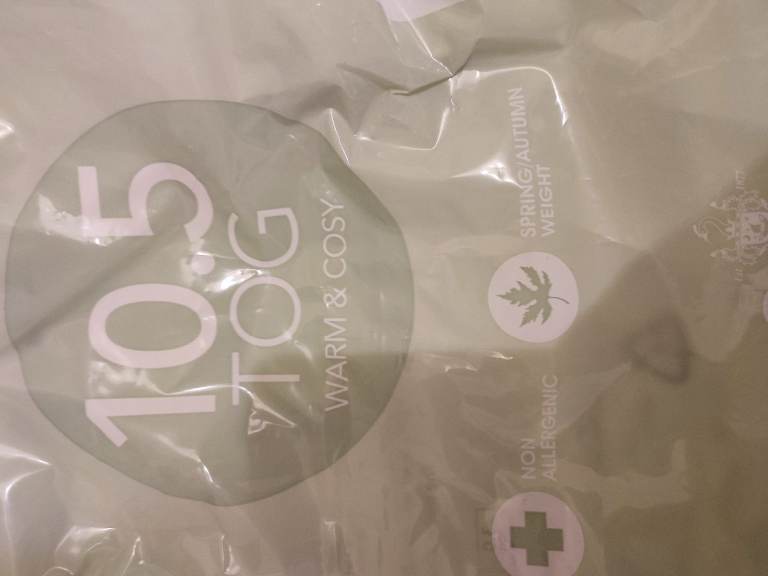 10.5
TOG
WARM & COSY
NON
ALLERGENIC
SPRING/AUTUMN
WEIGHT